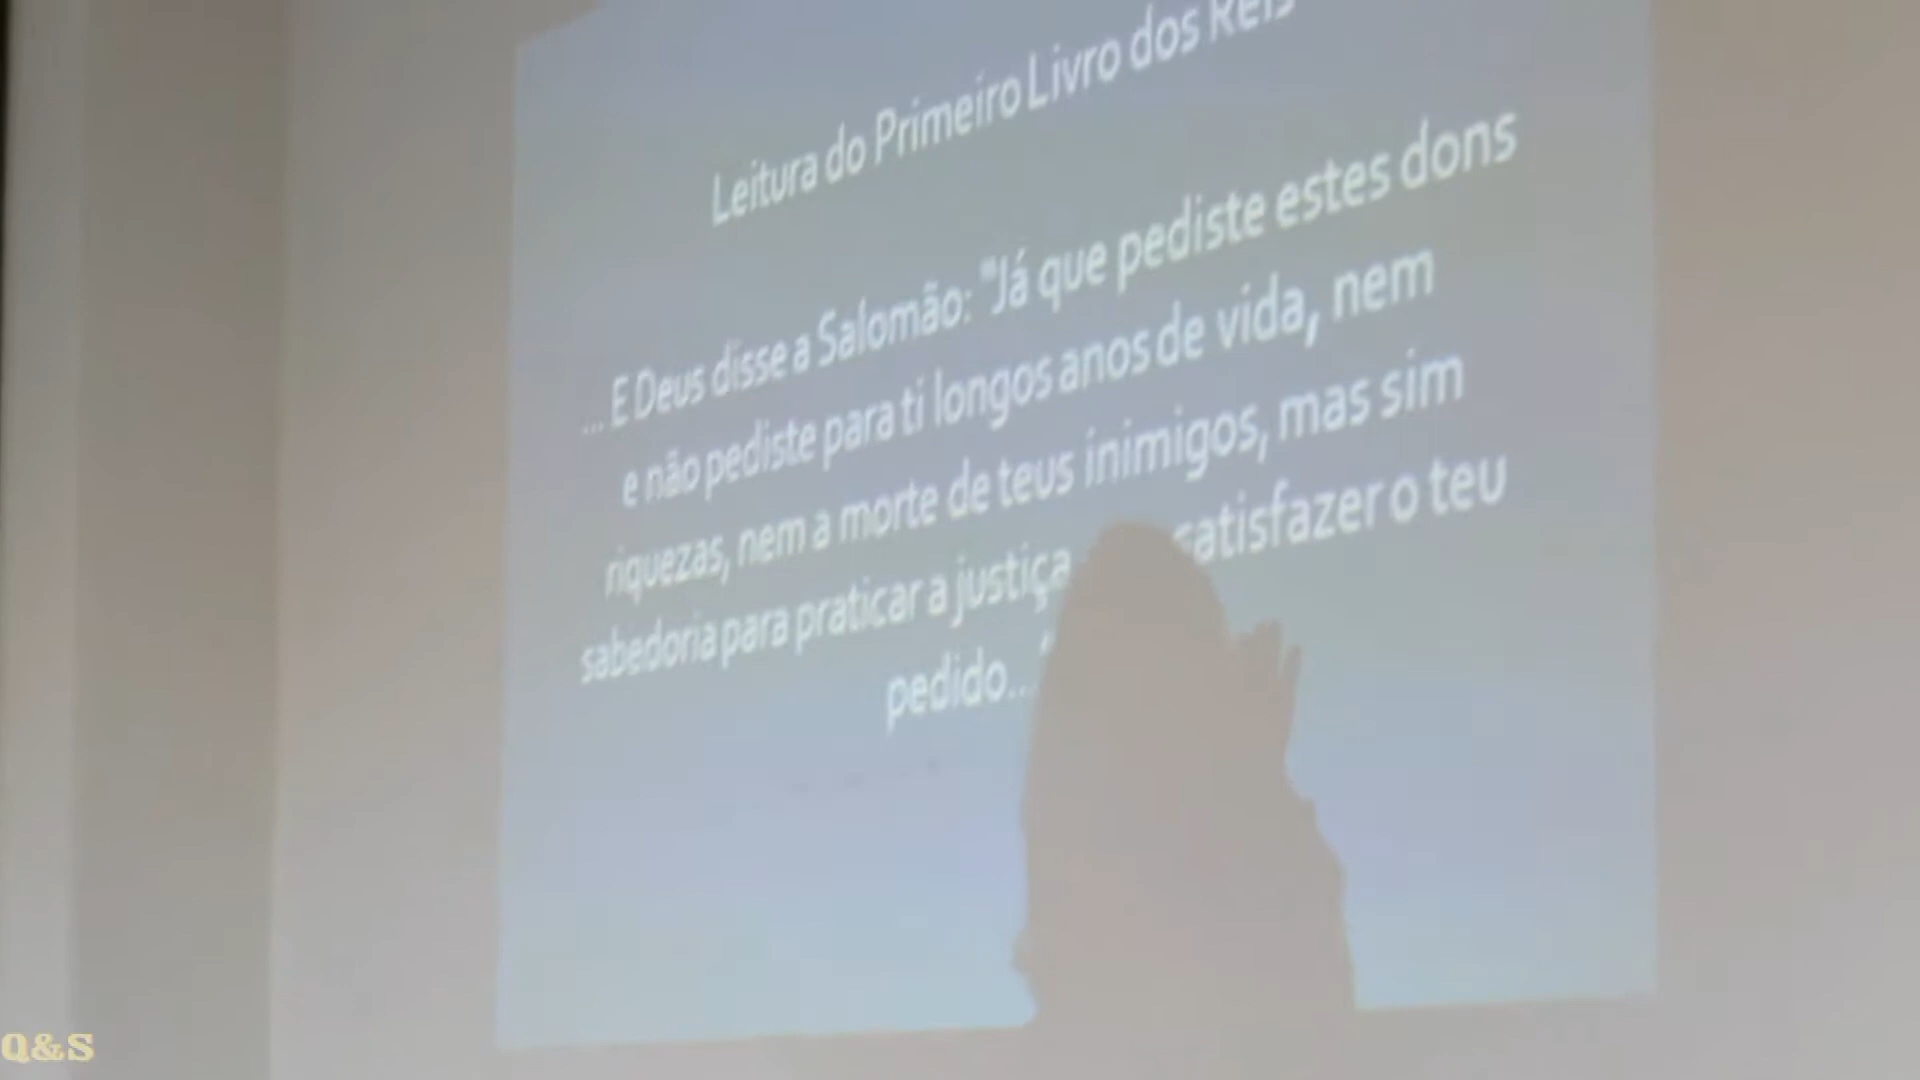 Leitura do Primeiro Livro dos Reis
... E Deus disse a Salomão: "Já que pediste estes dons
e não pediste para ti longos anos de vida, nem
riquezas, nem a morte de teus inimigos, mas sim
sabedoria para praticar a justiça satisfazer o teu
pedido..."
Q&S